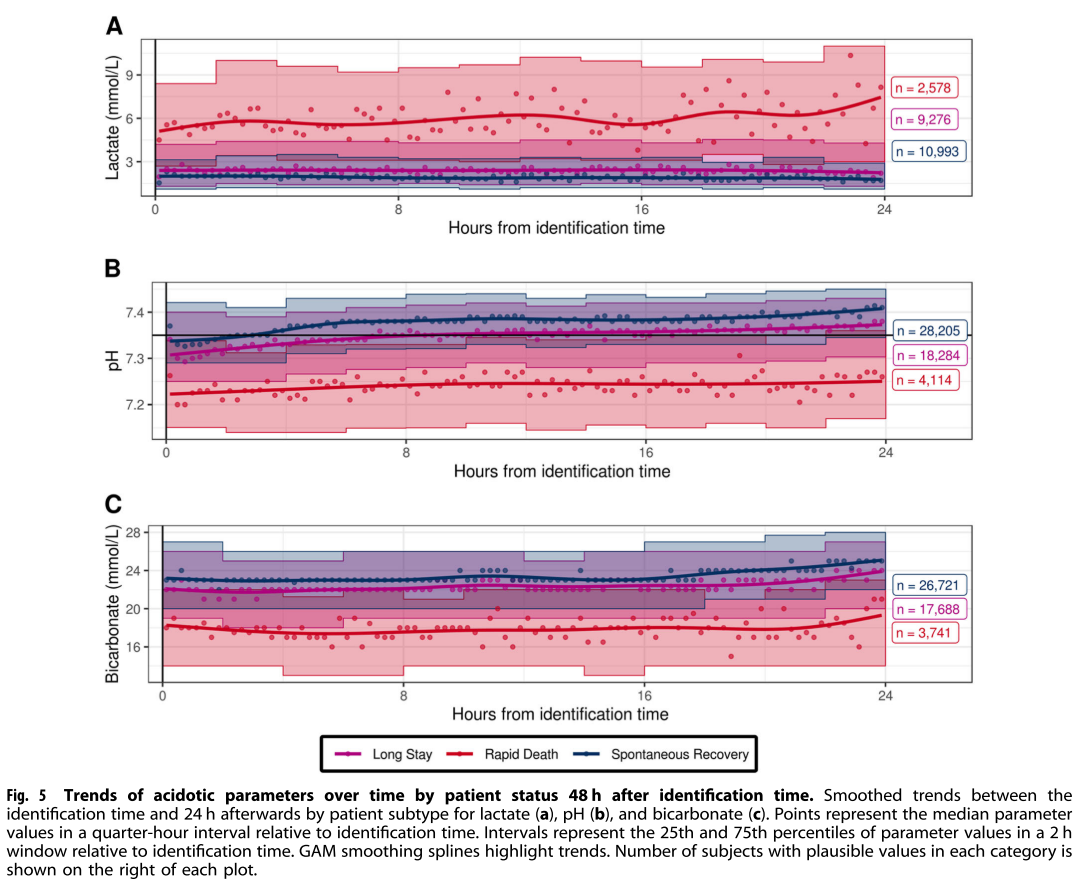 A
Lactate (mmol/L)
9
6
3
0
8
16
24
Hours from identification time
n = 2,578
n = 9,276
n = 10,993
B
pH
7.4
7.3
7.2
0
8
16
24
Hours from identification time
n = 28,205
n = 18,284
n = 4,114
C
Bicarbonate (mmol/L)
28
24
20
16
0
8
16
24
Hours from identification time
n = 26,721
n = 17,688
n = 3,741
Long Stay
Rapid Death
Spontaneous Recovery
Fig. 5 Trends of acidotic parameters over time by patient status 48 h after identification time. Smoothed trends between the
identification time and 24 h afterwards by patient subtype for lactate (a), pH (b), and bicarbonate (c). Points represent the median parameter
values in a quarter-hour interval relative to identification time. Intervals represent the 25th and 75th percentiles of parameter values in a 2 h
window relative to identification time. GAM smoothing splines highlight trends. Number of subjects with plausible values in each category is
shown on the right of each plot.